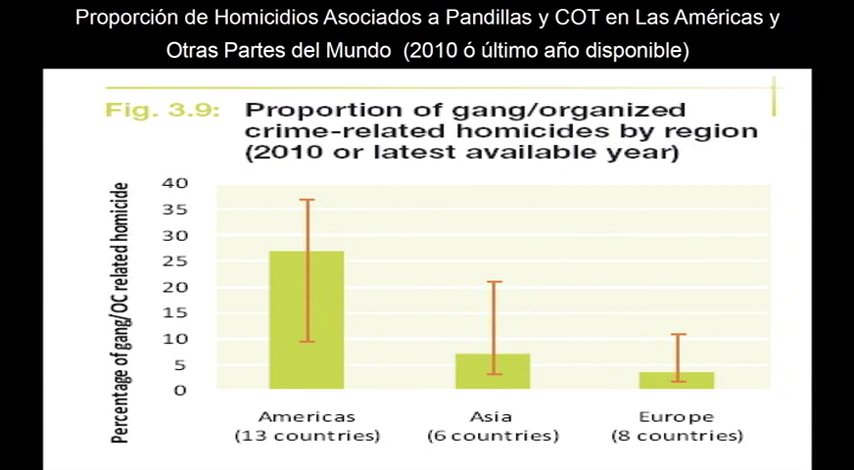 Proporción de Homicidios Asociados a Pandillas y COT en Las Américas y
Otras Partes del Mundo (2010 ó último año disponible)
Fig. 3.9: Proportion of gang/organized
crime-related homicides by region
(2010 or latest available year)
Percentage of gang/OC related homicide
40
35
30
25
20
15
10
5
0
Americas
(13 countries)
Asia
(6 countries)
Europe
(8 countries)